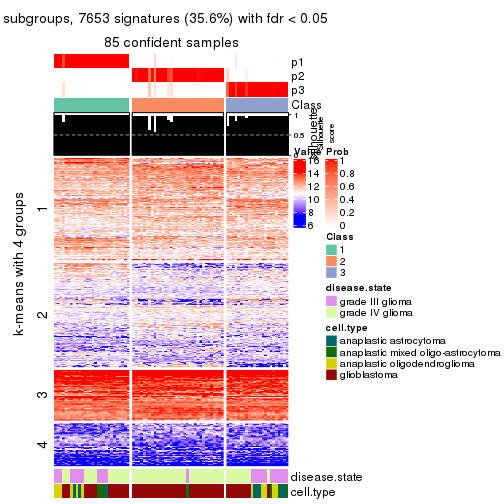 subgroups, 7653 signatures (35.6%) with fdr < 0.05
85 confident samples
p1
p2
p3
Class
1
0.5
0
Silhouette
score
k-means with 4 groups
1
2
3
4
Value
16
14
12
10
8
6
Prob
1
0.8
0.6
0.4
0.2
0
Class
1
2
3
disease.state
grade III glioma
grade IV glioma
cell.type
anaplastic astrocytoma
anaplastic mixed oligo-astrocytoma
anaplastic oligodendroglioma
glioblastoma
disease.state
cell.type